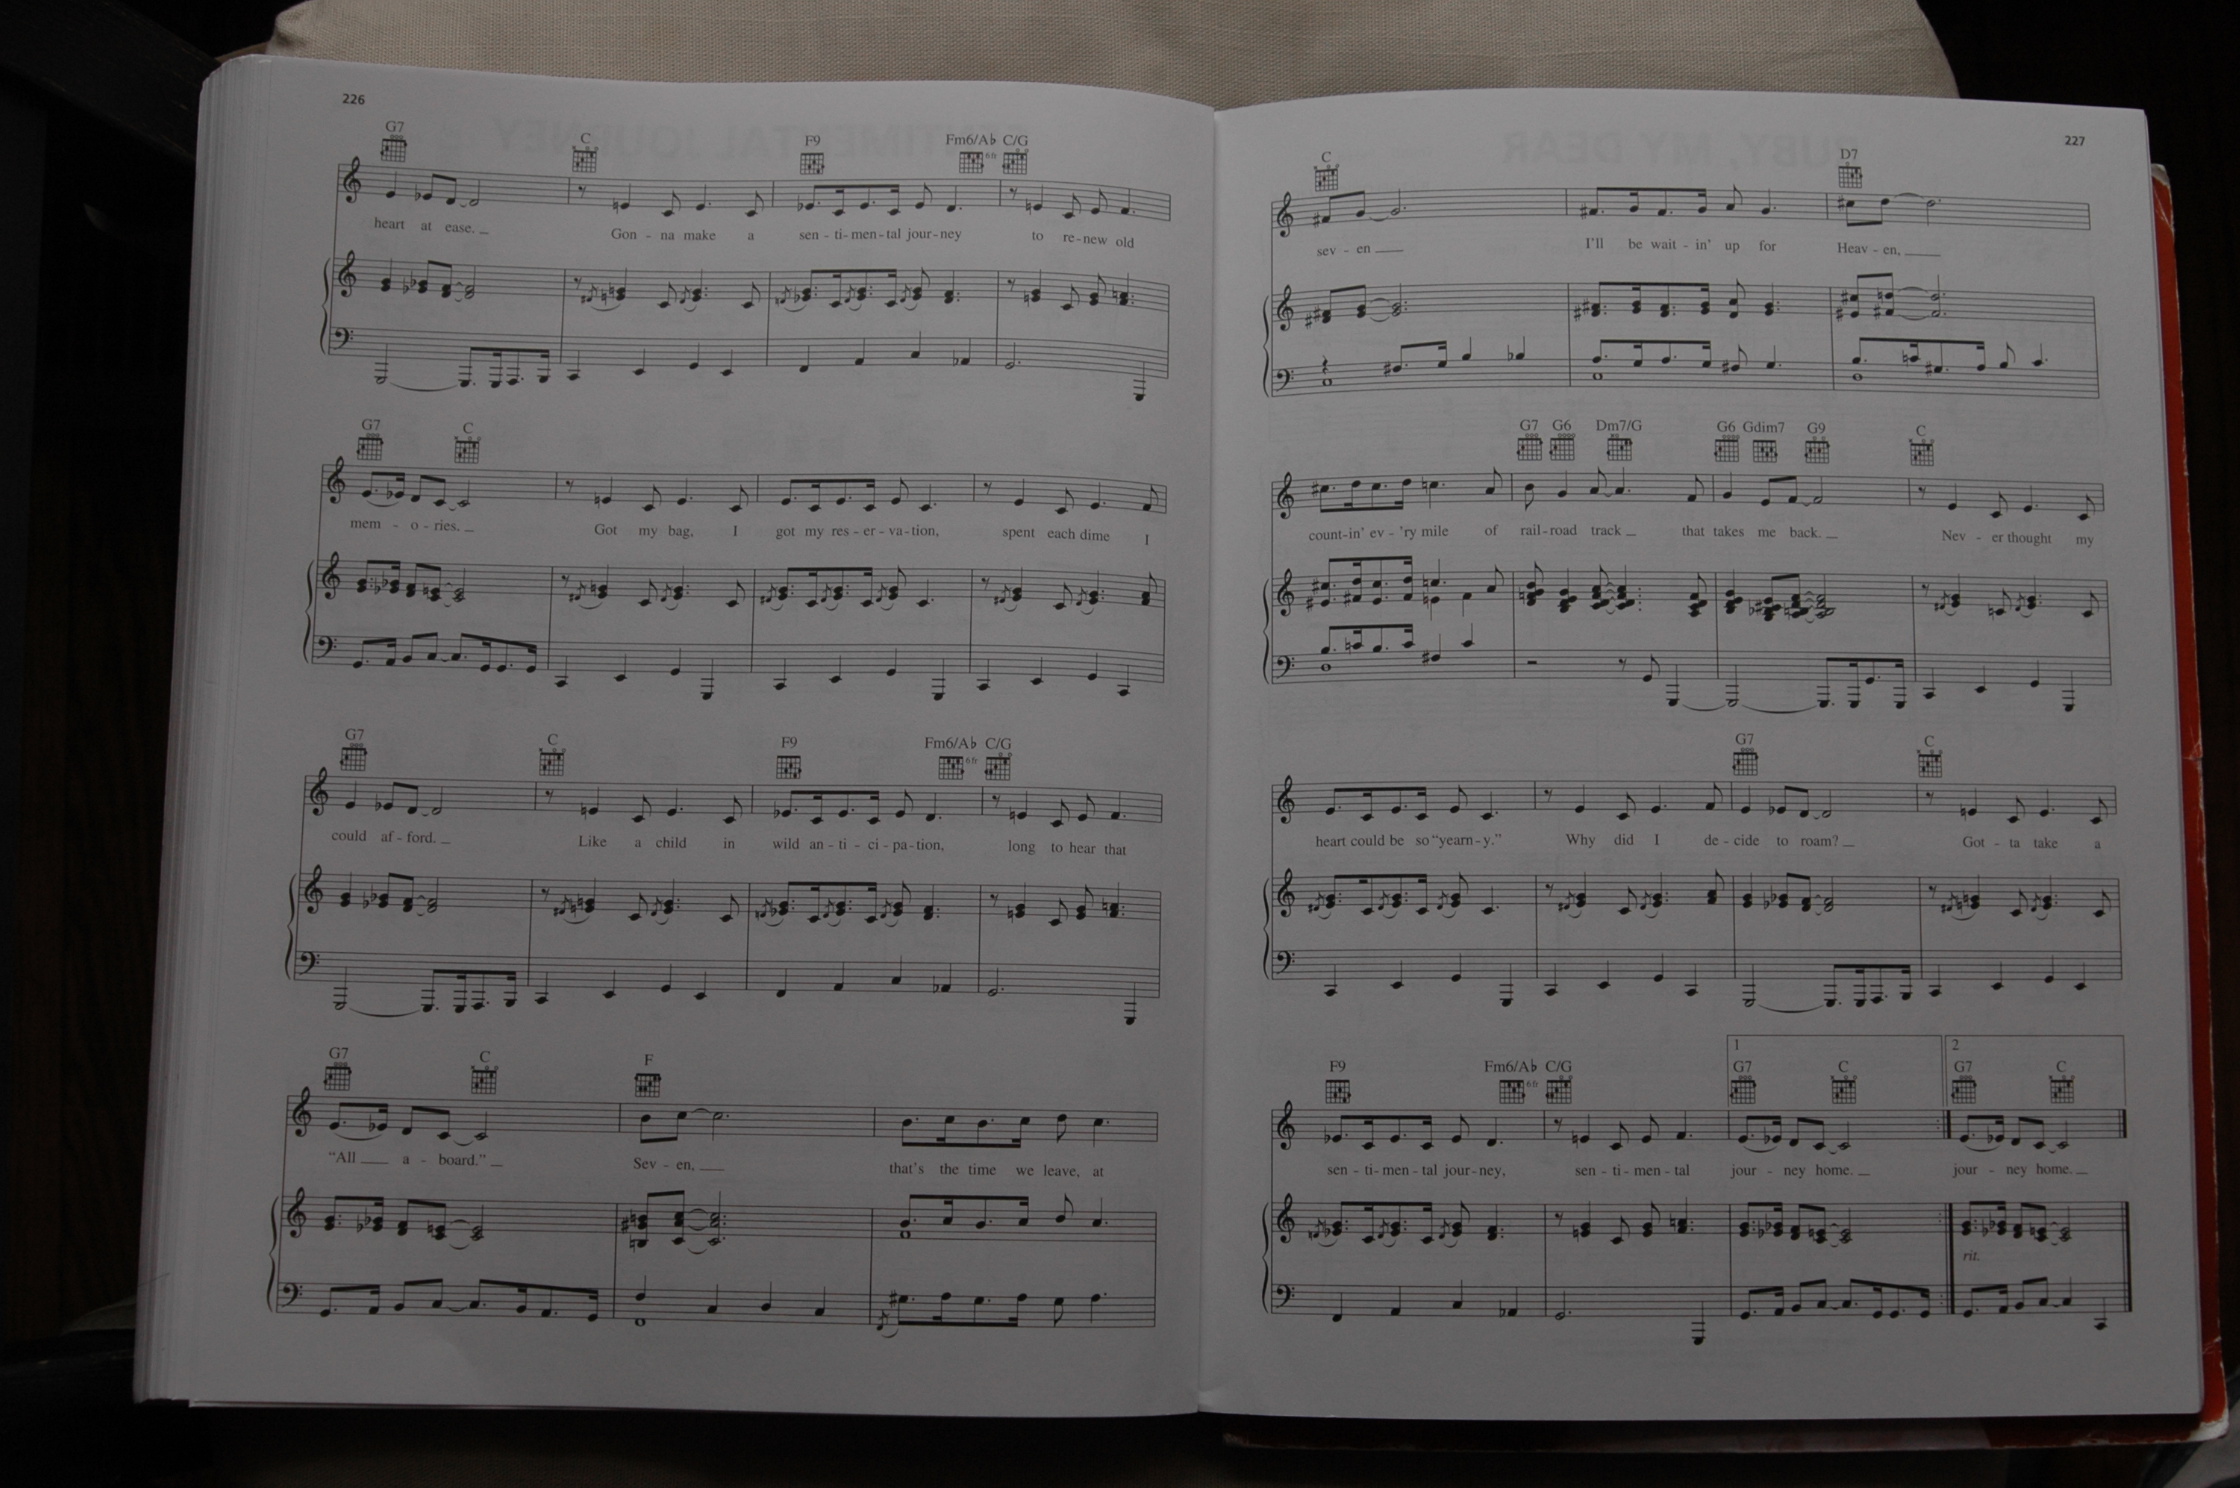 226
G7 C F9 Fm6/A♭ C/G
6fr
heart at ease. Gon - na make a sen - ti - men - tal jour - ney to re - new old
G7 C
mem - o - ries. Got my bag, I got my res - er - va - tion, spent each dime I
G7 C F9 Fm6/A♭ C/G
6fr
could af - ford. Like a child in wild an - ti - ci - pa - tion, long to hear that
G7 C F
“All a - board.” Sev - en, that's the time we leave, at
227
C D7
sev - en I'll be wait - in' up for Heav - en,
G7 G6 Dm7/G G6 Gdim7 G9 C
count - in' ev - 'ry mile of rail - road track that takes me back. Nev - er thought my
G7 C
heart could be so “yearn - y.” Why did I de - cide to roam? Got - ta take a
1 2
F9 Fm6/A♭ C/G G7 C G7 C
6fr
sen - ti - men - tal jour - ney, sen - ti - men - tal jour - ney home. jour - ney home.
rit.